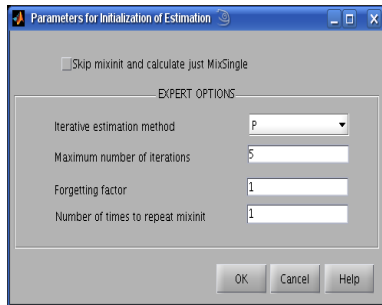 Parameters for Initialization of Estimation
Skip mixinit and calculate just MixSingle
EXPERT OPTIONS
Iterative estimation method P
Maximum number of iterations 5
Forgetting factor 1
Number of times to repeat mixinit 1
OK Cancel Help